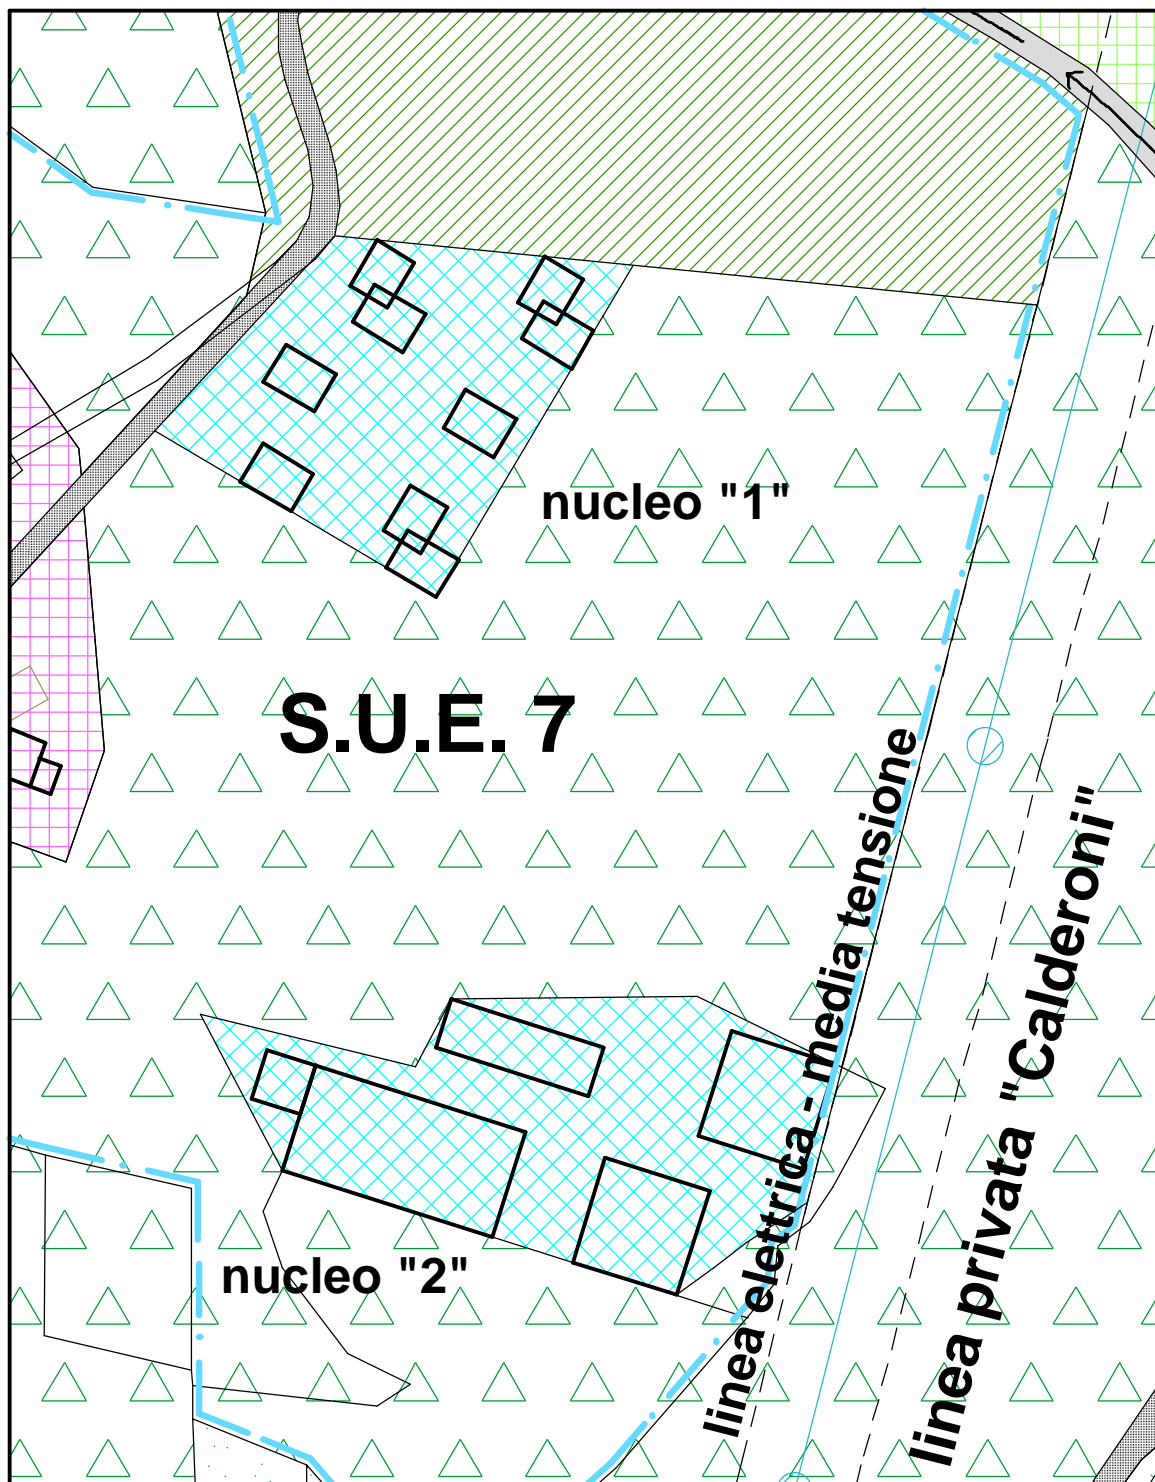 nucleo "1"
S.U.E. 7
linea elettrica - media tensione
linea privata "Calderoni"
nucleo "2"